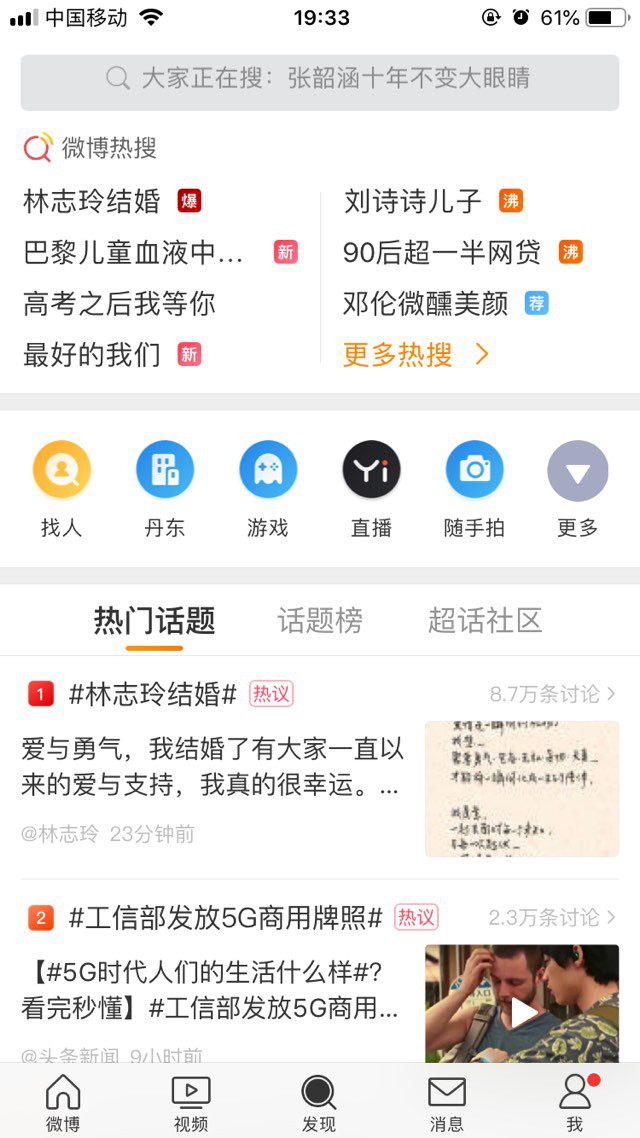 中国移动
19:33
61%
大家正在搜：张韶涵十年不变大眼睛
微博热搜
林志玲结婚 爆
刘诗诗儿子 沸
巴黎儿童血液中... 新
90后超一半网贷 沸
高考之后我等你
邓伦微醺美颜 荐
最好的我们 新
更多热搜
找人
丹东
游戏
Yi
直播
随手拍
更多
热门话题
话题榜
超话社区
1 #林志玲结婚# 热议
8.7万条讨论
爱与勇气，我结婚了有大家一直以
来的爱与支持，我真的很幸运。...
@林志玲 23分钟前
2 #工信部发放5G商用牌照# 热议
2.3万条讨论
【#5G时代人们的生活什么样#?
看完秒懂】#工信部发放5G商用...
@头条新闻 9小时前
微博
视频
发现
消息
我